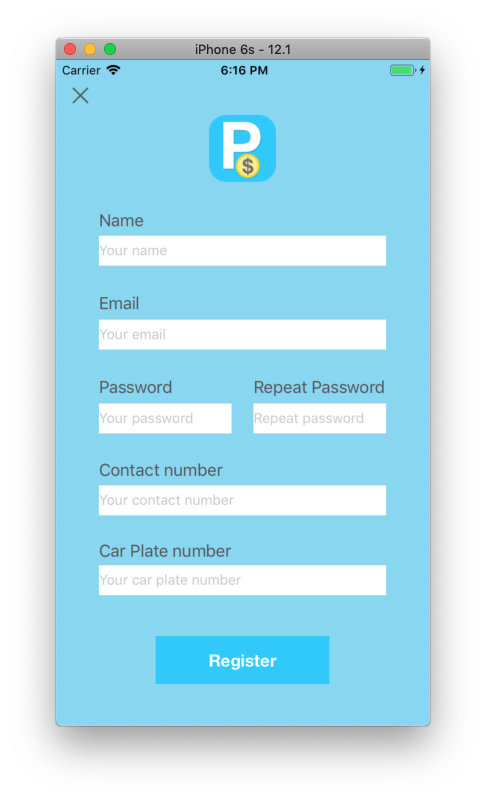 iPhone 6s - 12.1
Carrier 6:16 PM
P
$
Name
Your name
Email
Your email
Password Repeat Password
Your password Repeat password
Contact number
Your contact number
Car Plate number
Your car plate number
Register